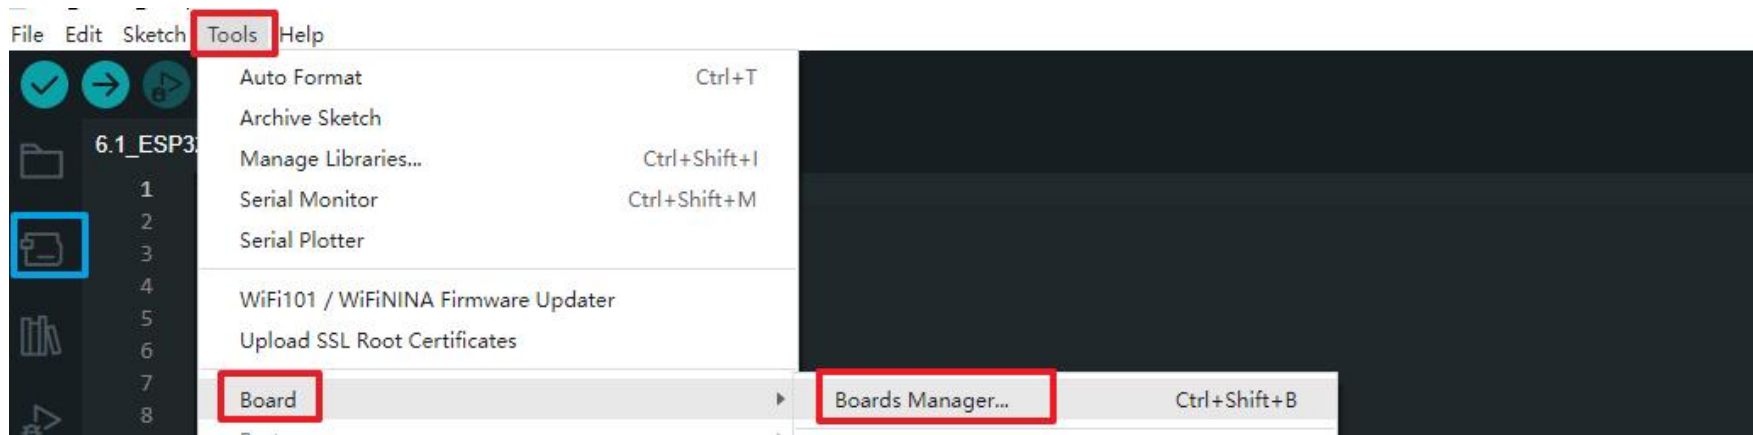 File Edit Sketch Tools Help
Auto Format Ctrl+T
Archive Sketch
6.1_ESP32
Manage Libraries... Ctrl+Shift+I
1
Serial Monitor Ctrl+Shift+M
2
Serial Plotter
3
4
WiFi101 / WiFiNINA Firmware Updater
5
Upload SSL Root Certificates
6
7
Board Boards Manager... Ctrl+Shift+B
8